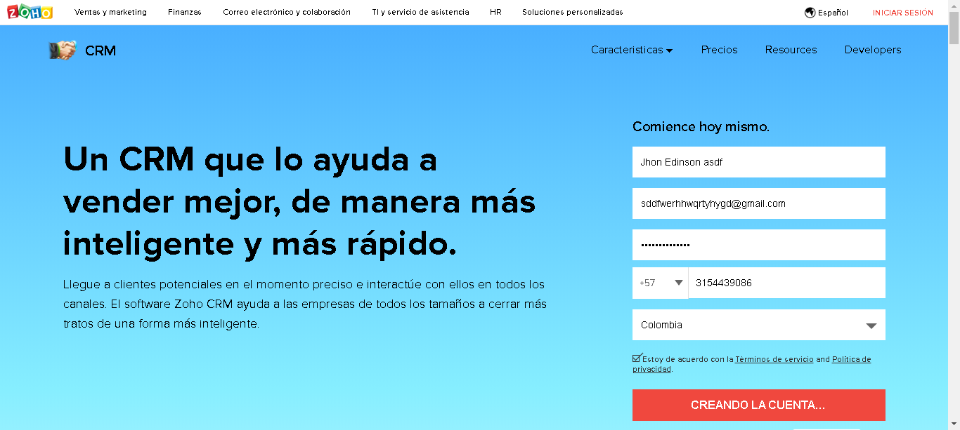 ZOHO Ventas y marketing Finanzas Correo electrónico y colaboración TI y servicio de asistencia HR Soluciones personalizadas Español INICIAR SESIÓN
CRM Características Precios Resources Developers
Comience hoy mismo.
Un CRM que lo ayuda a
vender mejor, de manera más
inteligente y más rápido.
Llegue a clientes potenciales en el momento preciso e interactúe con ellos en todos los
canales. El software Zoho CRM ayuda a las empresas de todos los tamaños a cerrar más
tratos de una forma más inteligente.
Jhon Edinson asdf
sddfwerhhwqrtyhygd@gmail.com
••••••••••••••
+57 3154439086
Colombia
Estoy de acuerdo con la Términos de servicio and Política de
privacidad.
CREANDO LA CUENTA...